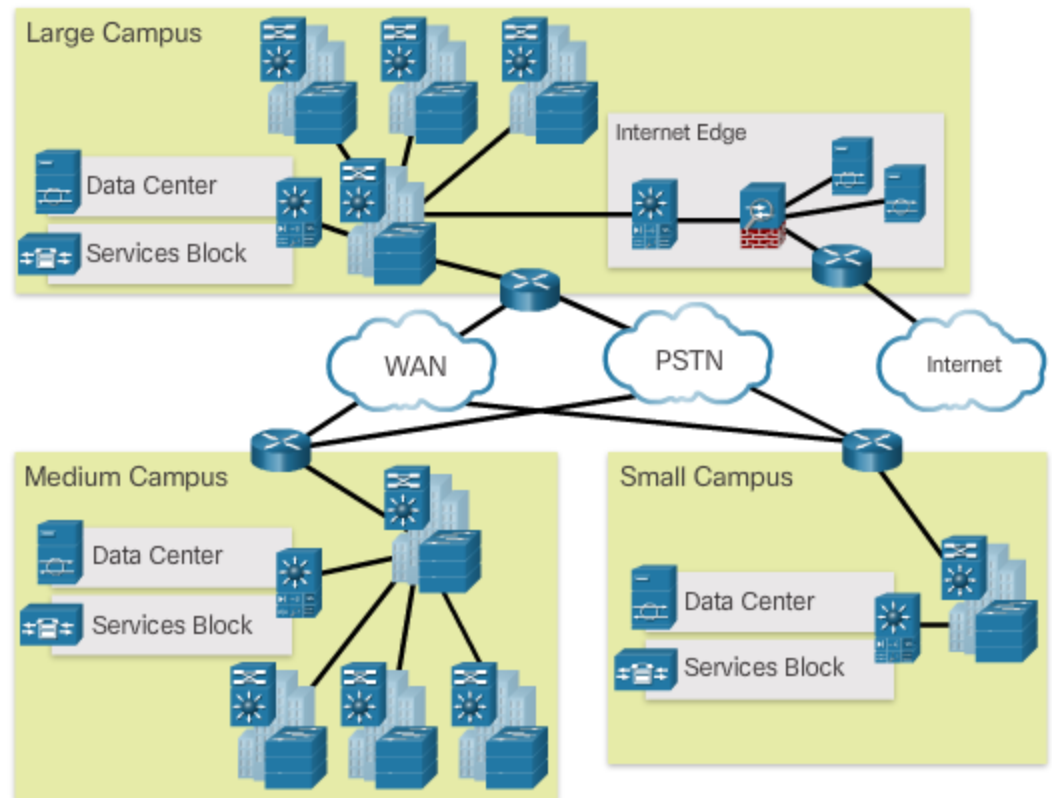 Large Campus
Internet Edge
Data Center
Services Block
WAN
PSTN
Internet
Medium Campus
Small Campus
Data Center
Data Center
Services Block
Services Block